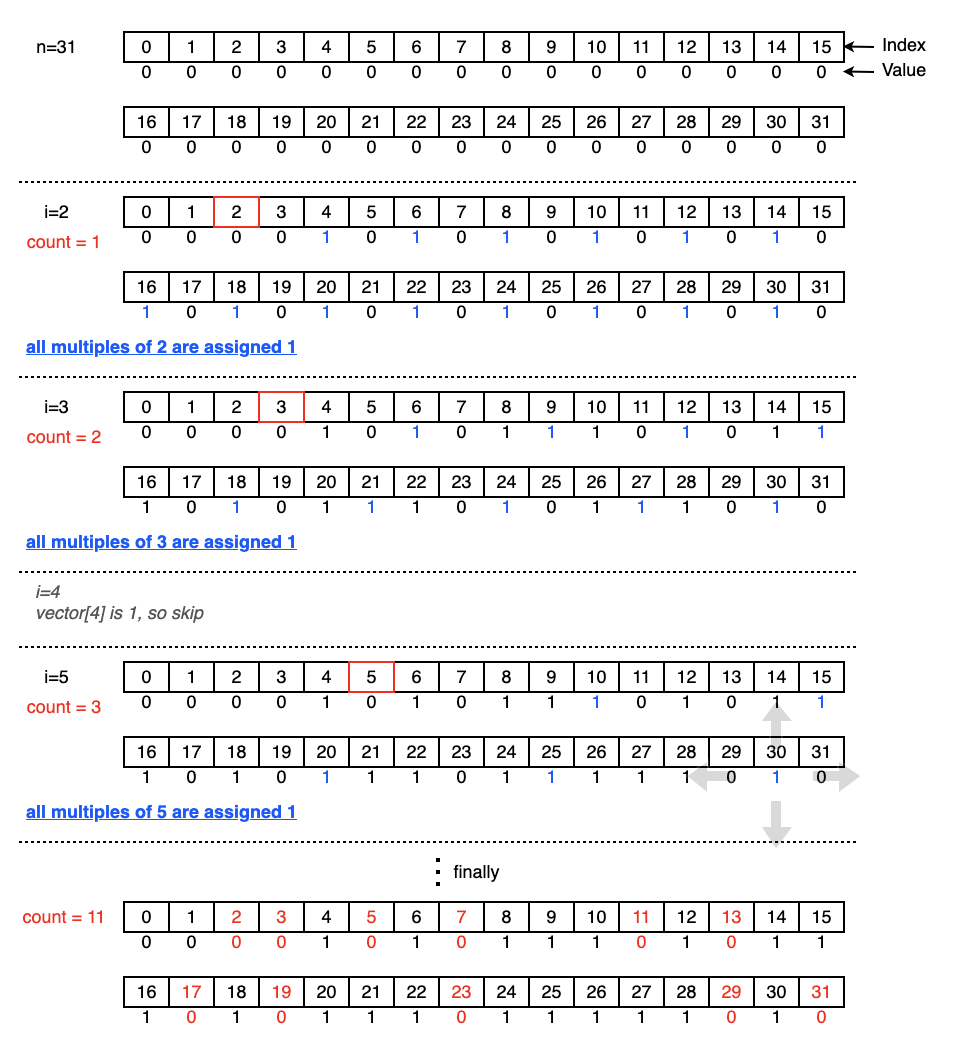 n=31 0 1 2 3 4 5 6 7 8 9 10 11 12 13 14 15 Index
0 0 0 0 0 0 0 0 0 0 0 0 0 0 0 0 Value
16 17 18 19 20 21 22 23 24 25 26 27 28 29 30 31
0 0 0 0 0 0 0 0 0 0 0 0 0 0 0 0
i=2 0 1 2 3 4 5 6 7 8 9 10 11 12 13 14 15
count = 1 0 0 0 0 1 0 1 0 1 0 1 0 1 0 1 0
16 17 18 19 20 21 22 23 24 25 26 27 28 29 30 31
1 0 1 0 1 0 1 0 1 0 1 0 1 0 1 0
all multiples of 2 are assigned 1
i=3 0 1 2 3 4 5 6 7 8 9 10 11 12 13 14 15
count = 2 0 0 0 0 1 0 1 0 1 1 1 0 1 0 1 1
16 17 18 19 20 21 22 23 24 25 26 27 28 29 30 31
1 0 1 0 1 1 1 0 1 0 1 1 1 0 1 0
all multiples of 3 are assigned 1
i=4
vector[4] is 1, so skip
i=5 0 1 2 3 4 5 6 7 8 9 10 11 12 13 14 15
count = 3 0 0 0 0 1 0 1 0 1 1 1 0 1 0 1 1
16 17 18 19 20 21 22 23 24 25 26 27 28 29 30 31
1 0 1 0 1 1 1 0 1 1 1 1 1 0 1 0
all multiples of 5 are assigned 1
finally
count = 11 0 1 2 3 4 5 6 7 8 9 10 11 12 13 14 15
0 0 0 0 1 0 1 0 1 1 1 0 1 0 1 1
16 17 18 19 20 21 22 23 24 25 26 27 28 29 30 31
1 0 1 0 1 1 1 0 1 1 1 1 1 0 1 0